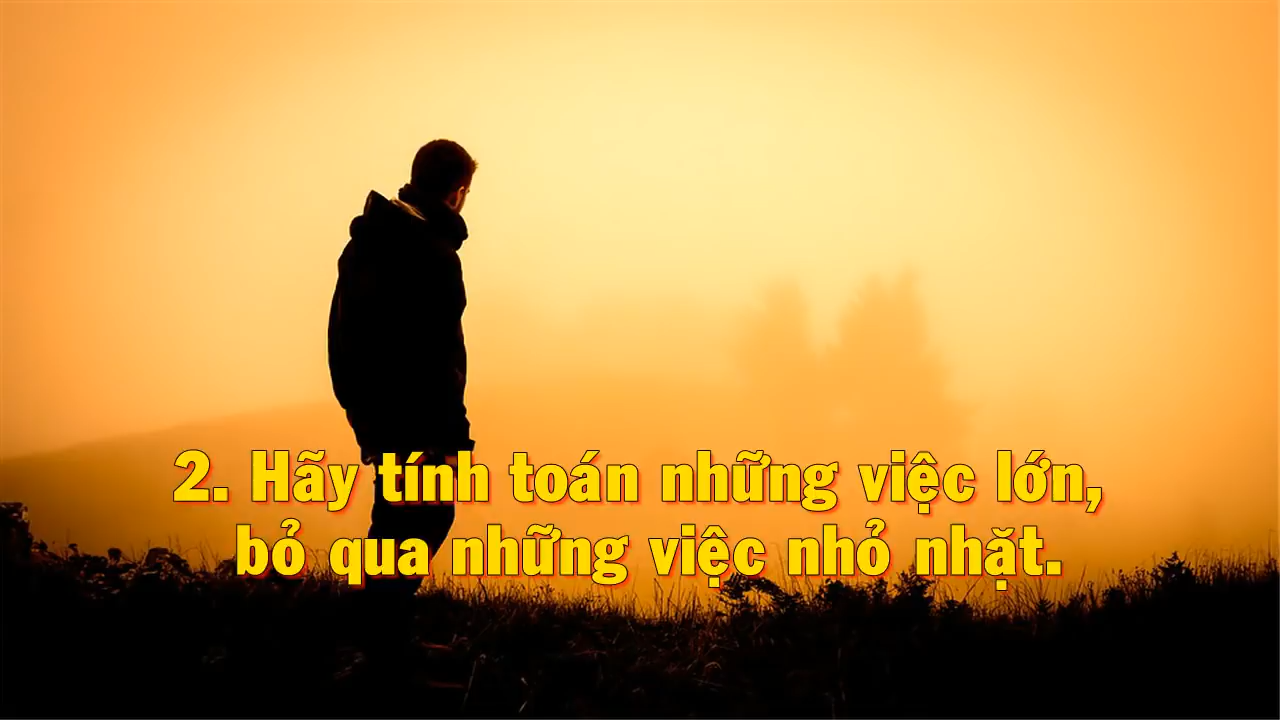 2. Hãy tính toán những việc lớn,
bỏ qua những việc nhỏ nhặt.